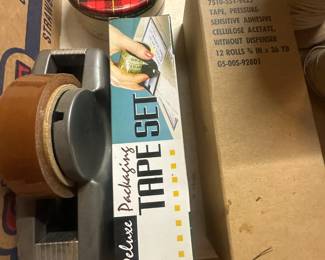 7510-551-9823
TAPE, PRESSURE-
SENSITIVE ADHESIVE
CELLULOSE ACETATE,
WITHOUT DISPENSER
12 ROLLS ¾ IN X 36 YD
GS-00S-92801
Deluxe Packaging
TAPE SET